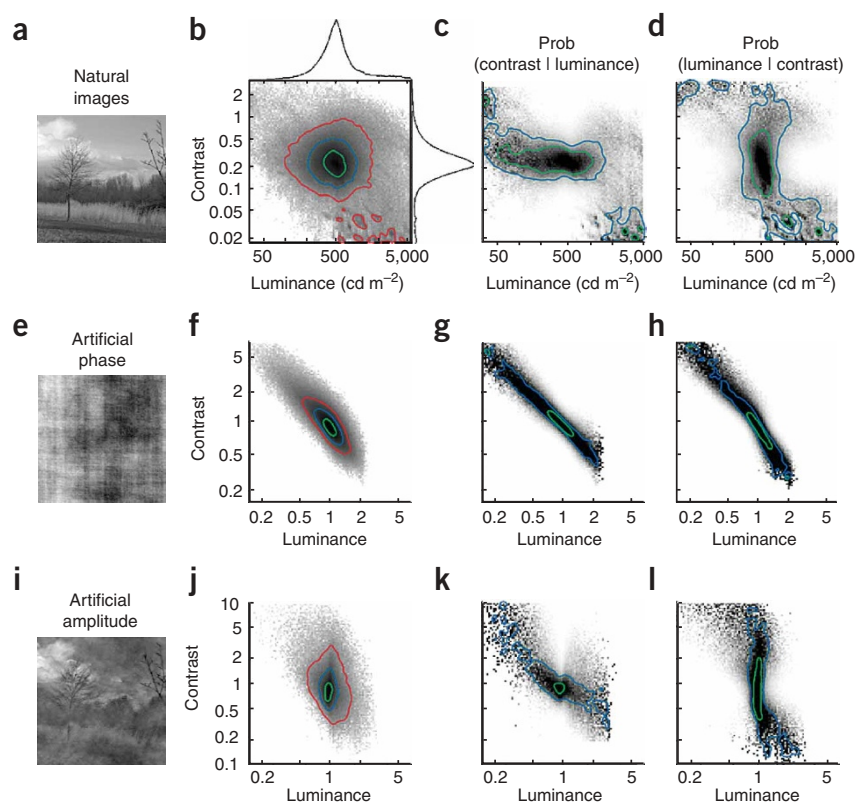 a
b
c
d
Natural
images
Prob
(contrast | luminance)
Prob
(luminance | contrast)
Contrast
2
1
0.5
0.2
0.1
0.05
0.02
50 500 5,000
50 500 5,000
50 500 5,000
Luminance (cd m⁻²)
Luminance (cd m⁻²)
Luminance (cd m⁻²)
e
f
g
h
Artificial
phase
Contrast
5
2
1
0.5
0.2
0.2 0.5 1 2 5
0.2 0.5 1 2 5
0.2 0.5 1 2 5
Luminance
Luminance
Luminance
i
j
k
l
Artificial
amplitude
Contrast
10
5
2
1
0.5
0.2
0.1
0.2 1 5
0.2 1 5
0.2 1 5
Luminance
Luminance
Luminance